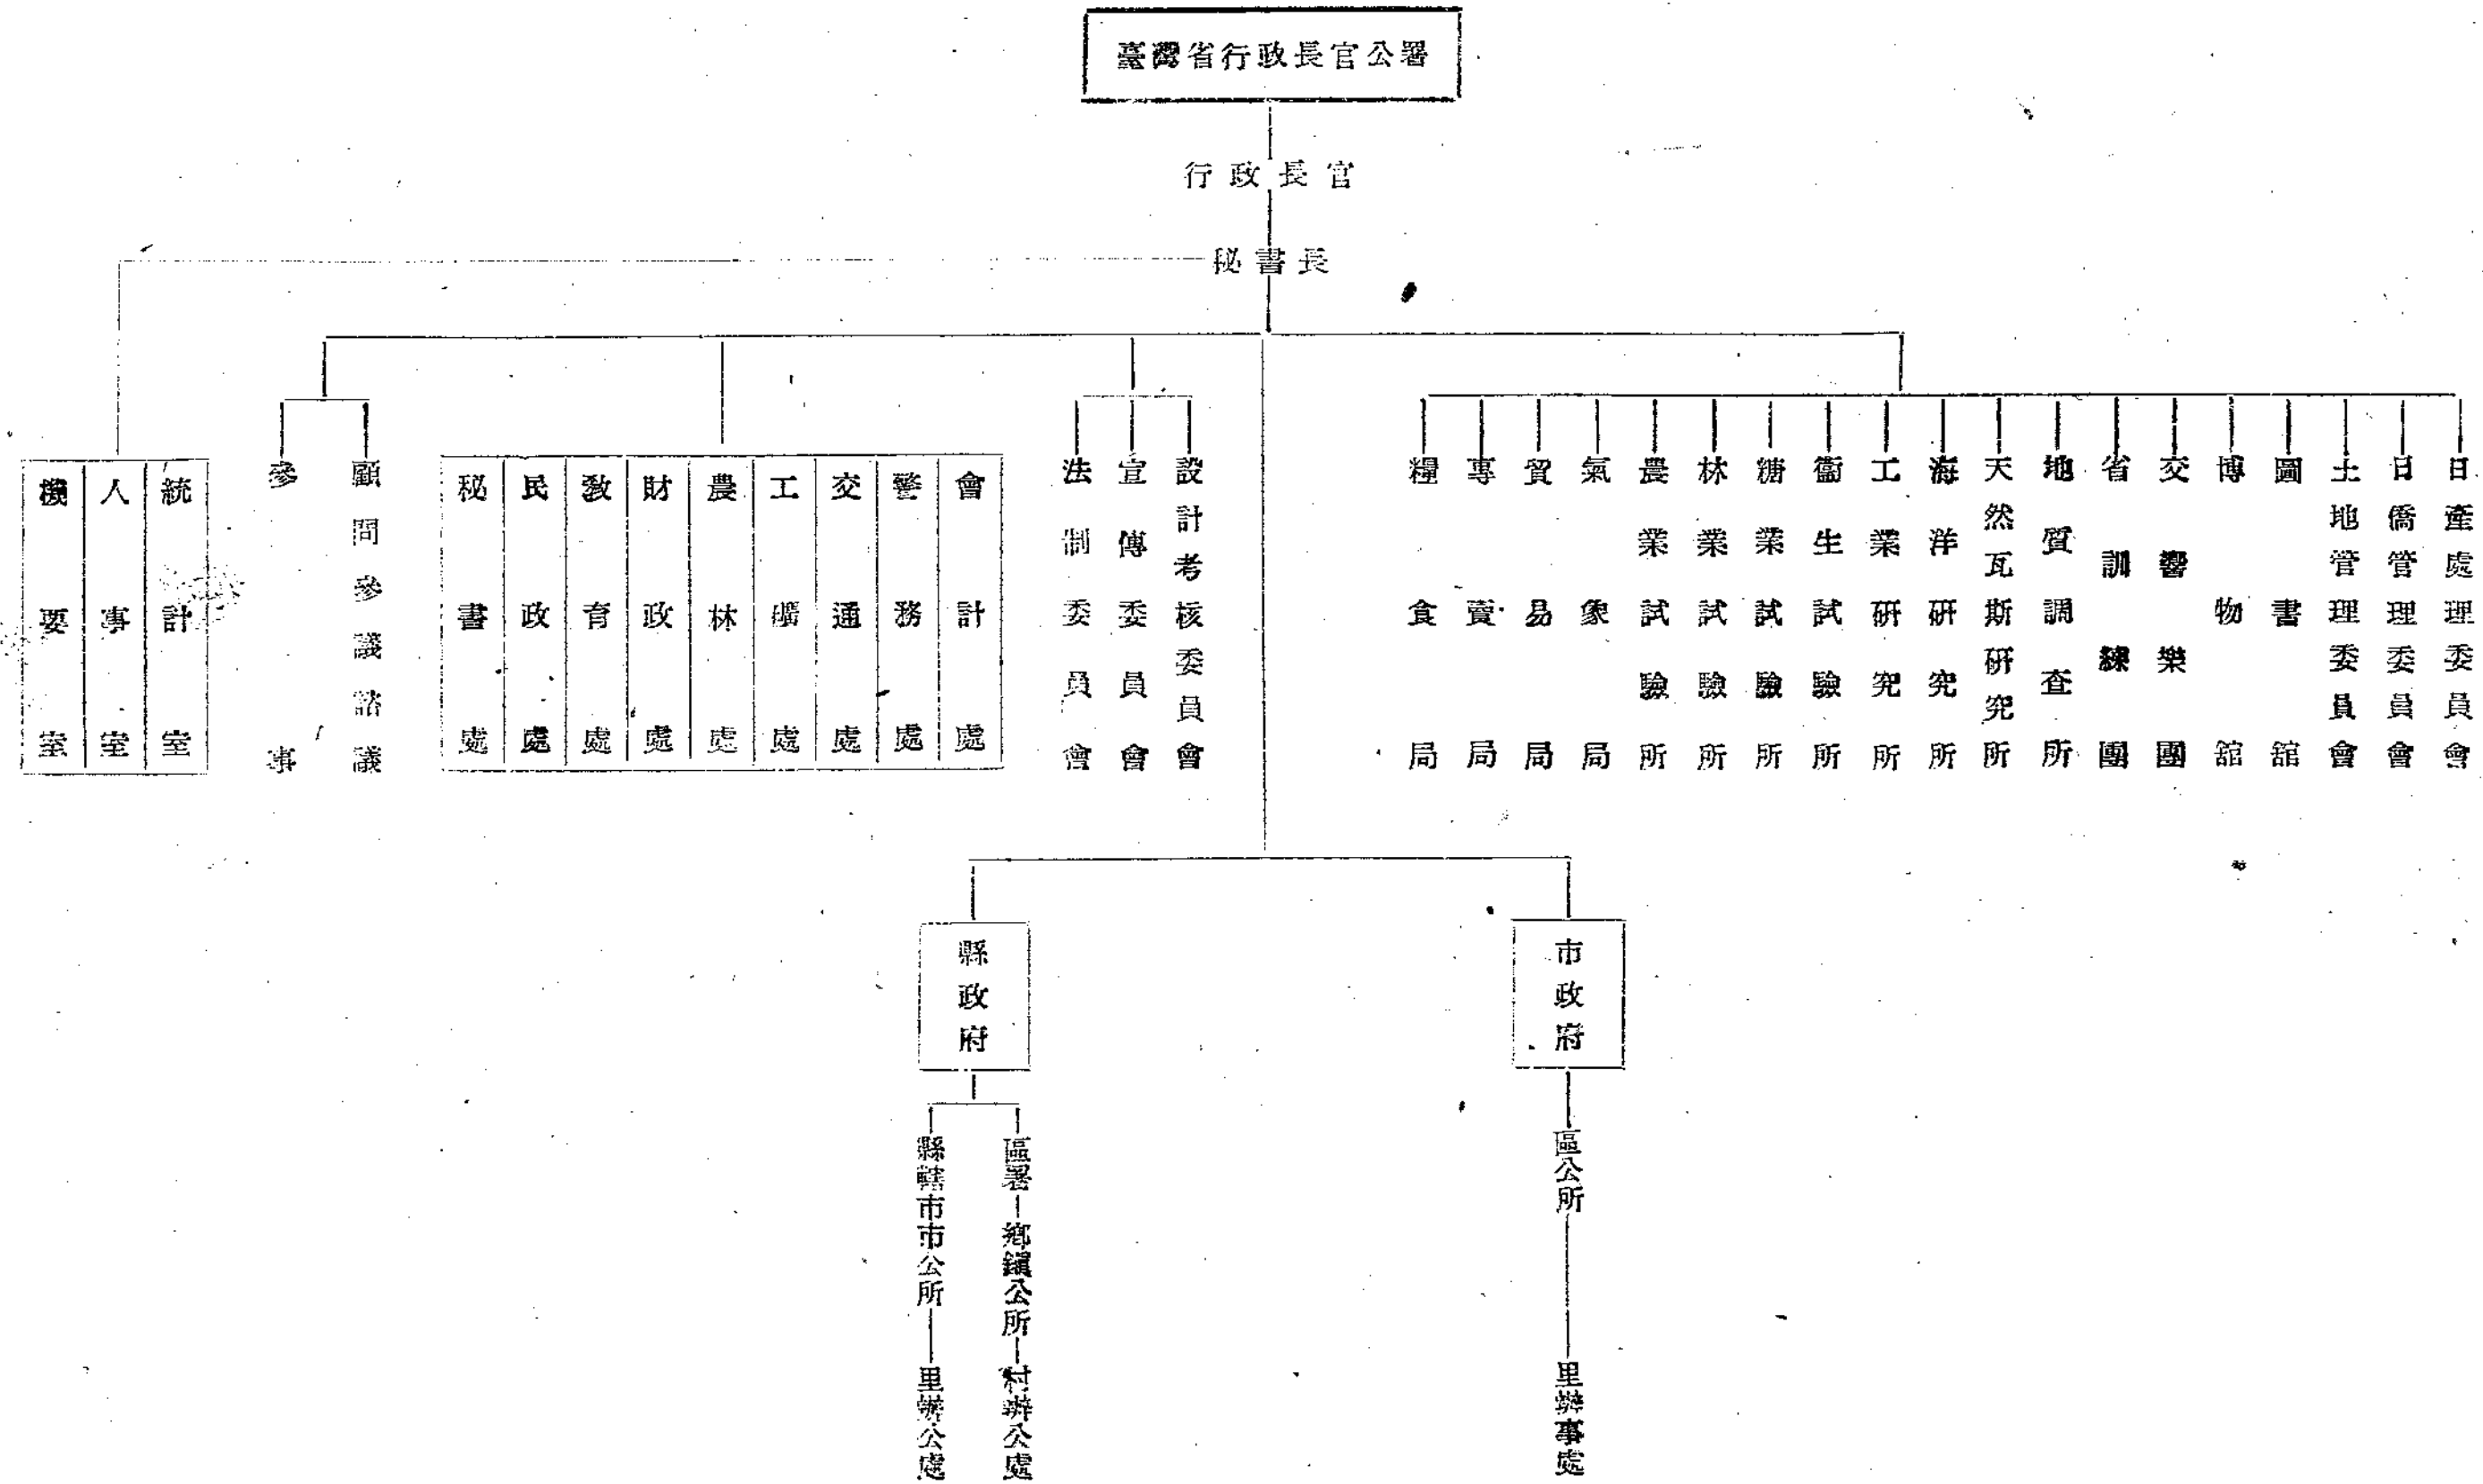 臺灣省行政長官公署
行政長官
秘書長
機要室
人事室
統計室
參事
顧問參議諮議
秘書處
民政處
教育處
財政處
農林處
工礦處
交通處
警務處
會計處
法制委員會
宣傳委員會
設計考核委員會
糧食局
專賣局
貿易局
氣象局
農業試驗所
林業試驗所
糖業試驗所
衞生試驗所
工業研究所
海洋研究所
天然瓦斯研究所
地質調查所
省訓練團
交響樂團
博物館
圖書館
土地管理委員會
日僑管理委員會
日產處理委員會
縣政府
市政府
縣轄市市公所
里辦公處
區署
鄉鎮公所
村辦公處
區公所
里辦事處